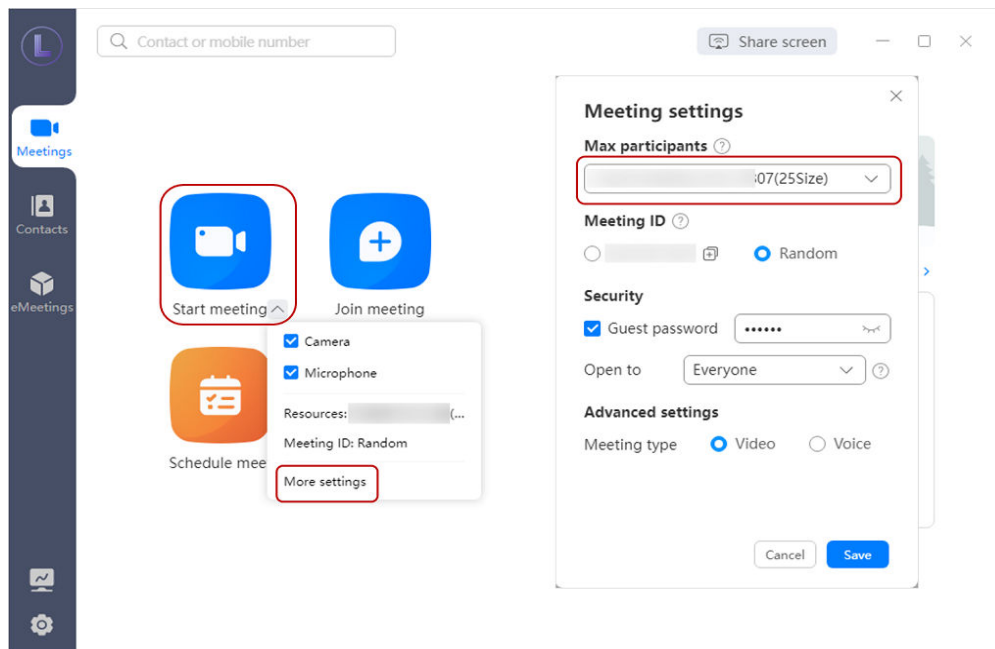 L
Contact or mobile number
Share screen
Meetings
Contacts
eMeetings
Start meeting
Join meeting
Camera
Microphone
Resources: (...
Meeting ID: Random
More settings
Schedule mee
Meeting settings
Max participants ?
07(25Size)
Meeting ID ?
Random
Security
Guest password ••••••
Open to Everyone ?
Advanced settings
Meeting type Video Voice
Cancel Save